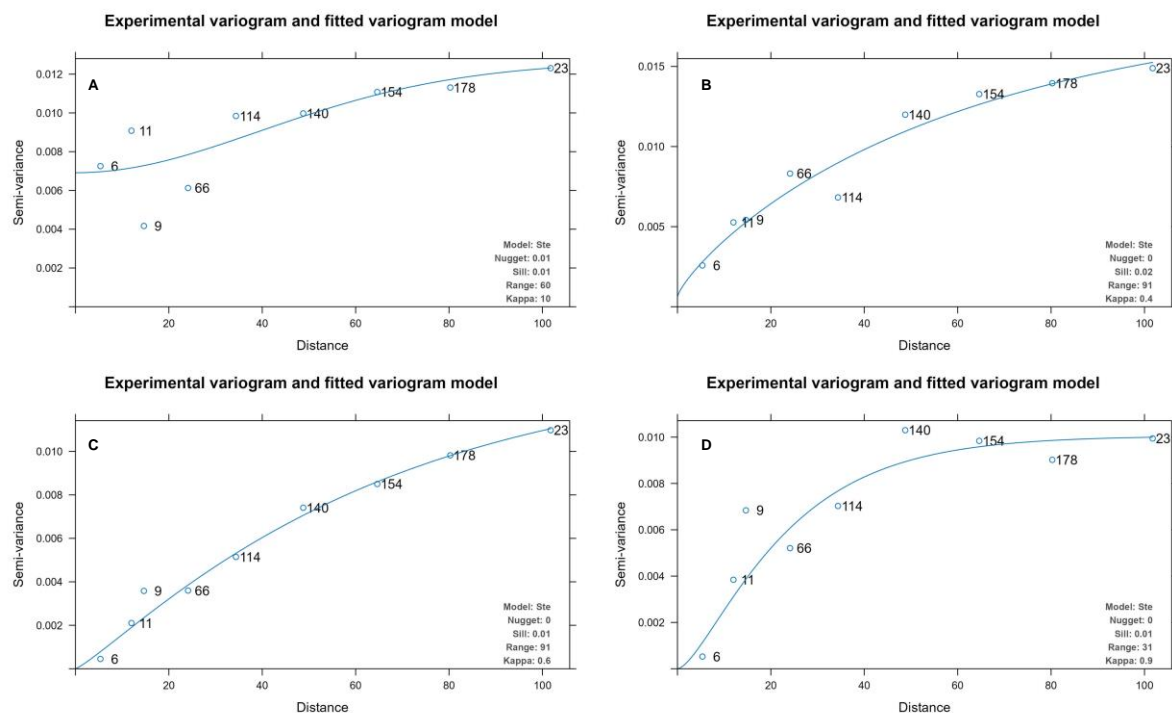 Experimental variogram and fitted variogram model
A
Semi-variance
0.012
0.010
0.008
0.006
0.004
0.002
6
11
9
66
114
140
154
178
23
Model: Ste
Nugget: 0.01
Sill: 0.01
Range: 60
Kappa: 10
20
40
60
80
100
Distance
Experimental variogram and fitted variogram model
B
Semi-variance
0.015
0.010
0.005
6
11
9
66
114
140
154
178
23
Model: Ste
Nugget: 0
Sill: 0.02
Range: 91
Kappa: 0.4
20
40
60
80
100
Distance
Experimental variogram and fitted variogram model
C
Semi-variance
0.010
0.008
0.006
0.004
0.002
6
11
9
66
114
140
154
178
23
Model: Ste
Nugget: 0
Sill: 0.01
Range: 91
Kappa: 0.6
20
40
60
80
100
Distance
Experimental variogram and fitted variogram model
D
Semi-variance
0.010
0.008
0.006
0.004
0.002
6
11
9
66
114
140
154
178
23
Model: Ste
Nugget: 0
Sill: 0.01
Range: 31
Kappa: 0.9
20
40
60
80
100
Distance